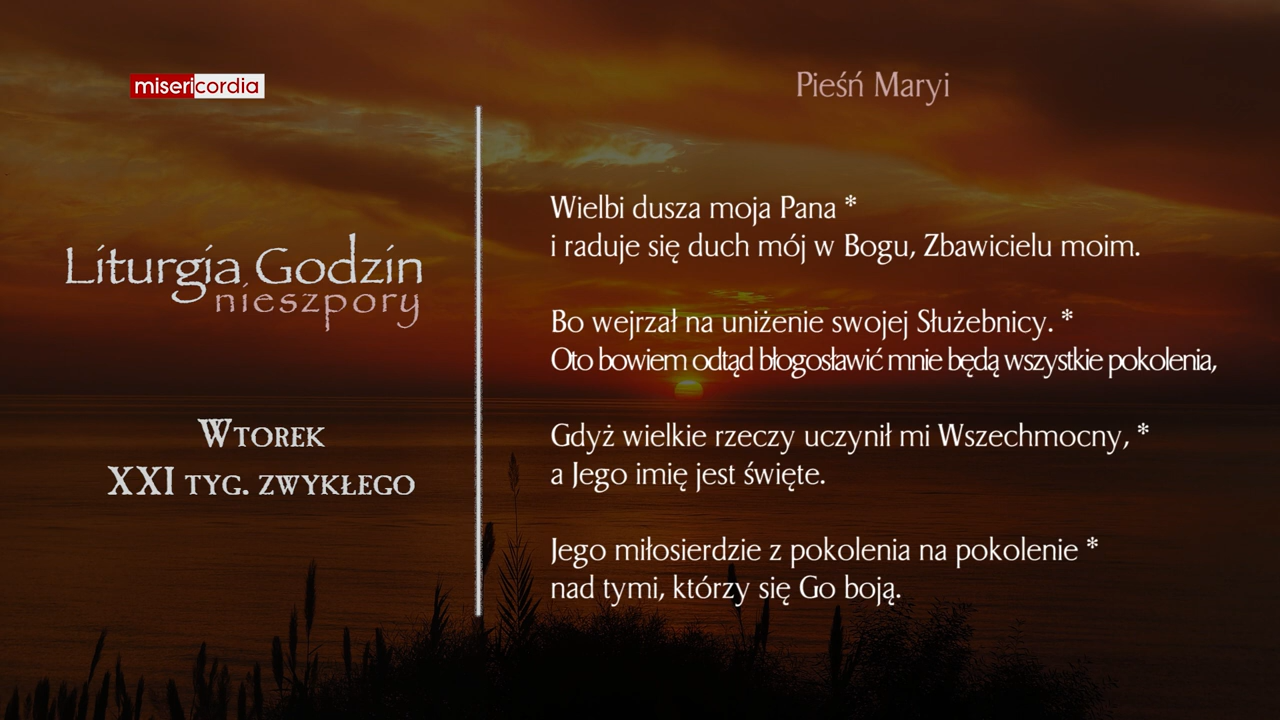 misericordia
Pieśń Maryi
Liturgia Godzin
nieszpory
Wtorek
XXI tyg. zwykłego
Wielbi dusza moja Pana *
i raduje się duch mój w Bogu, Zbawicielu moim.
Bo wejrzał na uniżenie swojej Służebnicy. *
Oto bowiem odtąd błogosławić mnie będą wszystkie pokolenia,
Gdyż wielkie rzeczy uczynił mi Wszechmocny, *
a Jego imię jest święte.
Jego miłosierdzie z pokolenia na pokolenie *
nad tymi, którzy się Go boją.